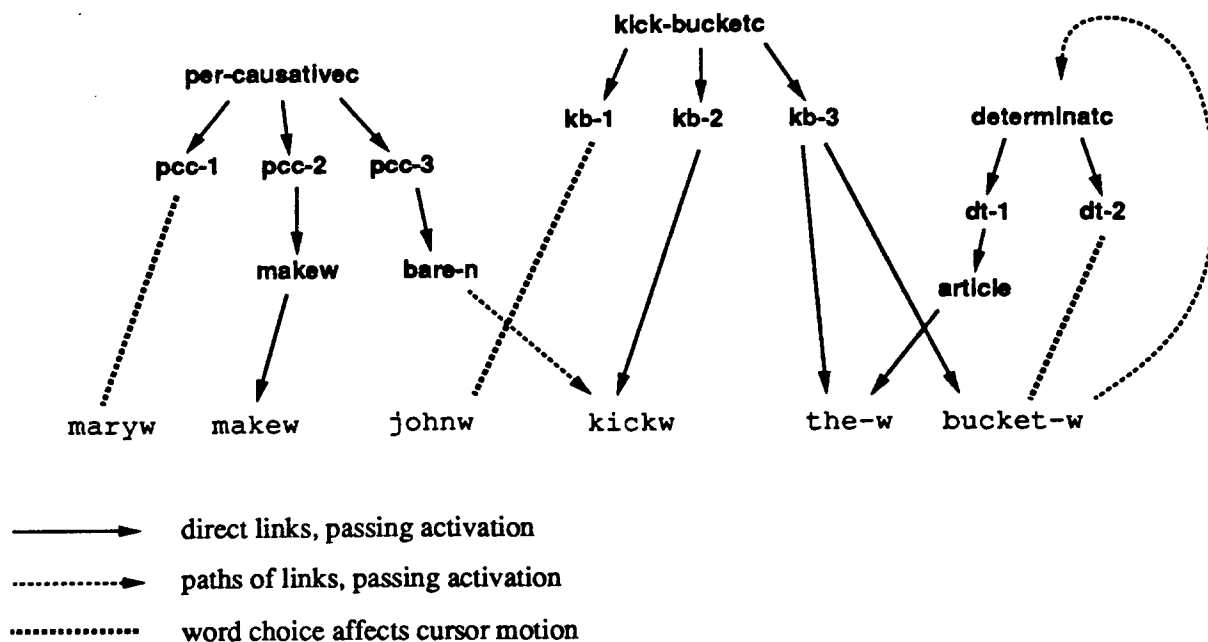 kick-bucketc
per-causativec
kb-1 kb-2 kb-3 determinatc
pcc-1 pcc-2 pcc-3
dt-1 dt-2
makew bare-n
article
maryw makew johnw kickw the-w bucket-w
direct links, passing activation
paths of links, passing activation
word choice affects cursor motion